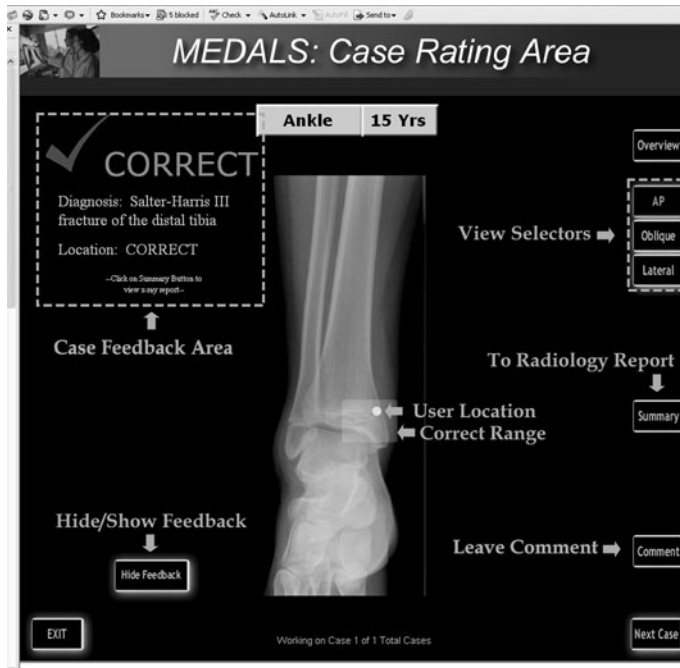 Bookmarks 5 blocked Check AutoLink AutoFill Send to
MEDALS: Case Rating Area
Ankle 15 Yrs
CORRECT
Diagnosis: Salter-Harris III
fracture of the distal tibia
Location: CORRECT
--Click on Summary Button to
view x-ray report--
Case Feedback Area
Overview
View Selectors
AP
Oblique
Lateral
To Radiology Report
Summary
User Location
Correct Range
Hide/Show Feedback
Hide Feedback
Leave Comment
Comment
EXIT
Working on Case 1 of 1 Total Cases
Next Case